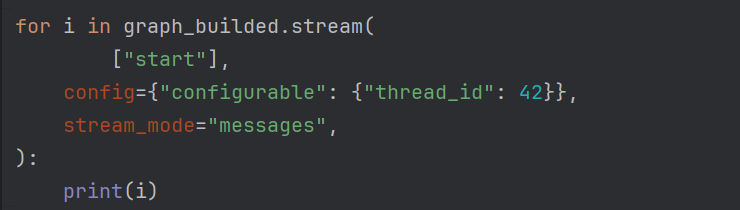 for i in graph_builded.stream(
        ["start"],
    config={"configurable": {"thread_id": 42}},
    stream_mode="messages",
):
    print(i)